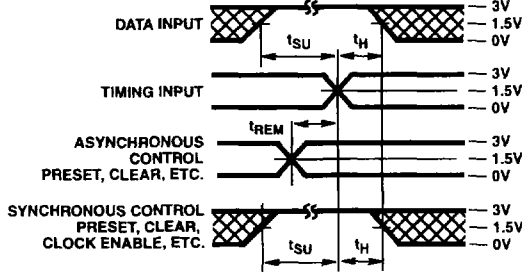 DATA INPUT
3V
1.5V
0V
tSU
tH
TIMING INPUT
3V
1.5V
0V
tREM
ASYNCHRONOUS
CONTROL
PRESET, CLEAR, ETC.
3V
1.5V
0V
SYNCHRONOUS CONTROL
PRESET, CLEAR,
CLOCK ENABLE, ETC.
3V
1.5V
0V
tSU
tH